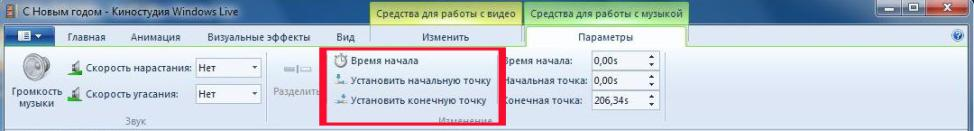 С Новым годом - Киностудия Windows Live
Средства для работы с видео
Средства для работы с музыкой
Главная
Анимация
Визуальные эффекты
Вид
Изменить
Параметры
Громкость музыки
Скорость нарастания: Нет
Скорость угасания: Нет
Звук
Разделить
Время начала
Установить начальную точку
Установить конечную точку
Время начала: 0,00s
Начальная точка: 0,00s
Конечная точка: 206,34s
Изменение